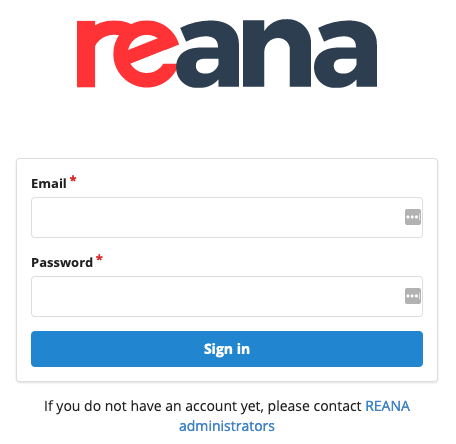 reana
Email *
Password *
Sign in
If you do not have an account yet, please contact REANA
administrators